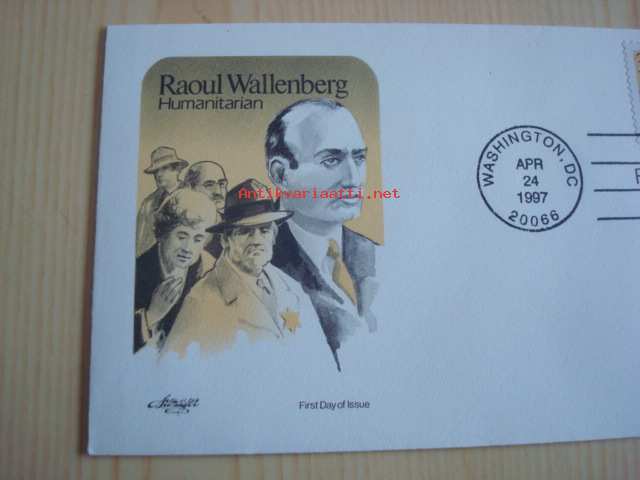 Raoul Wallenberg
Humanitarian
Antikvariaatti.net
WASHINGTON, DC
APR
24
1997
20066
First Day of Issue